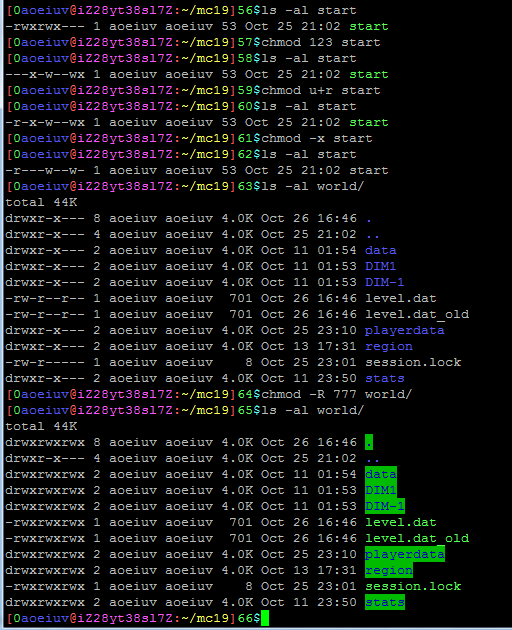 [0aoeiuv@iZ28yt38sl7Z:~/mc19]56$ls -al start
-rwxrwx--- 1 aoeiuv aoeiuv 53 Oct 25 21:02 start
[0aoeiuv@iZ28yt38sl7Z:~/mc19]57$chmod 123 start
[0aoeiuv@iZ28yt38sl7Z:~/mc19]58$ls -al start
---x-w--wx 1 aoeiuv aoeiuv 53 Oct 25 21:02 start
[0aoeiuv@iZ28yt38sl7Z:~/mc19]59$chmod u+r start
[0aoeiuv@iZ28yt38sl7Z:~/mc19]60$ls -al start
-r-x-w--wx 1 aoeiuv aoeiuv 53 Oct 25 21:02 start
[0aoeiuv@iZ28yt38sl7Z:~/mc19]61$chmod -x start
[0aoeiuv@iZ28yt38sl7Z:~/mc19]62$ls -al start
-r---w--w- 1 aoeiuv aoeiuv 53 Oct 25 21:02 start
[0aoeiuv@iZ28yt38sl7Z:~/mc19]63$ls -al world/
total 44K
drwxr-x--- 8 aoeiuv aoeiuv 4.0K Oct 26 16:46 .
drwxr-x--- 4 aoeiuv aoeiuv 4.0K Oct 25 21:02 ..
drwxr-x--- 2 aoeiuv aoeiuv 4.0K Oct 11 01:54 data
drwxr-x--- 2 aoeiuv aoeiuv 4.0K Oct 11 01:53 DIM1
drwxr-x--- 2 aoeiuv aoeiuv 4.0K Oct 11 01:53 DIM-1
-rw-r--r-- 1 aoeiuv aoeiuv  701 Oct 26 16:46 level.dat
-rw-r--r-- 1 aoeiuv aoeiuv  701 Oct 26 16:46 level.dat_old
drwxr-x--- 2 aoeiuv aoeiuv 4.0K Oct 25 23:10 playerdata
drwxr-x--- 2 aoeiuv aoeiuv 4.0K Oct 13 17:31 region
-rw-r----- 1 aoeiuv aoeiuv    8 Oct 25 23:01 session.lock
drwxr-x--- 2 aoeiuv aoeiuv 4.0K Oct 11 23:50 stats
[0aoeiuv@iZ28yt38sl7Z:~/mc19]64$chmod -R 777 world/
[0aoeiuv@iZ28yt38sl7Z:~/mc19]65$ls -al world/
total 44K
drwxrwxrwx 8 aoeiuv aoeiuv 4.0K Oct 26 16:46 .
drwxr-x--- 4 aoeiuv aoeiuv 4.0K Oct 25 21:02 ..
drwxrwxrwx 2 aoeiuv aoeiuv 4.0K Oct 11 01:54 data
drwxrwxrwx 2 aoeiuv aoeiuv 4.0K Oct 11 01:53 DIM1
drwxrwxrwx 2 aoeiuv aoeiuv 4.0K Oct 11 01:53 DIM-1
-rwxrwxrwx 1 aoeiuv aoeiuv  701 Oct 26 16:46 level.dat
-rwxrwxrwx 1 aoeiuv aoeiuv  701 Oct 26 16:46 level.dat_old
drwxrwxrwx 2 aoeiuv aoeiuv 4.0K Oct 25 23:10 playerdata
drwxrwxrwx 2 aoeiuv aoeiuv 4.0K Oct 13 17:31 region
-rwxrwxrwx 1 aoeiuv aoeiuv    8 Oct 25 23:01 session.lock
drwxrwxrwx 2 aoeiuv aoeiuv 4.0K Oct 11 23:50 stats
[0aoeiuv@iZ28yt38sl7Z:~/mc19]66$